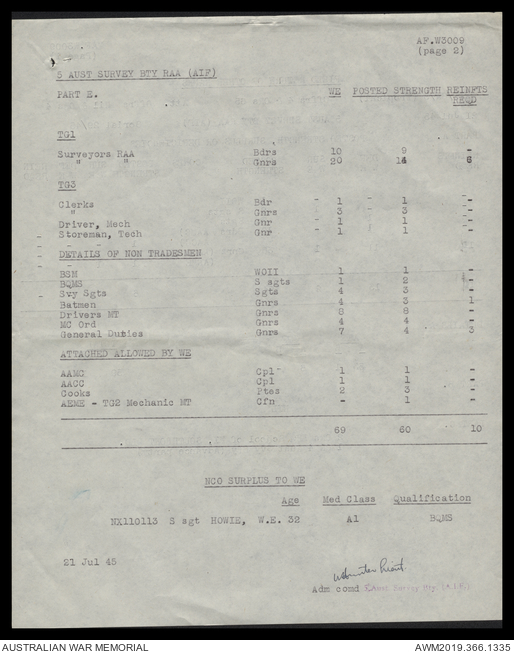 AF.W3009
(page 2)
5 AUST SURVEY BTY RAA (AIF)
PART E. WE POSTED STRENGTH REINFTS
REQD
TG1
Surveyors RAA Bdrs 10 9 -
" " Gnrs 20 14 6
TG3
Clerks Bdr 1 1 -
" Gnrs 3 3 -
Driver, Mech Gnr 1 1 -
Storeman, Tech Gnr 1 1 -
DETAILS OF NON TRADESMEN
BSM WOII 1 1 -
BQMS S sgts 1 2 -
Svy Sgts Sgts 4 3 -
Batmen Gnrs 4 3 1
Drivers MT Gnrs 8 8 -
MC Ord Gnrs 4 4 -
General Duties Gnrs 7 4 3
ATTACHED ALLOWED BY WE
AAMC Cpl 1 1 -
AACC Cpl 1 1 -
Cooks Ptes 2 3 -
AEME - TG2 Mechanic MT Cfn - 1 -
69 60 10
NCO SURPLUS TO WE
Age Med Class Qualification
NX110113 S sgt HOWIE, W.E. 32 A1 BQMS
21 Jul 45
Adm comd Aust Survey Bty. (A.I.F.)
AUSTRALIAN WAR MEMORIAL AWM2019.366.1335